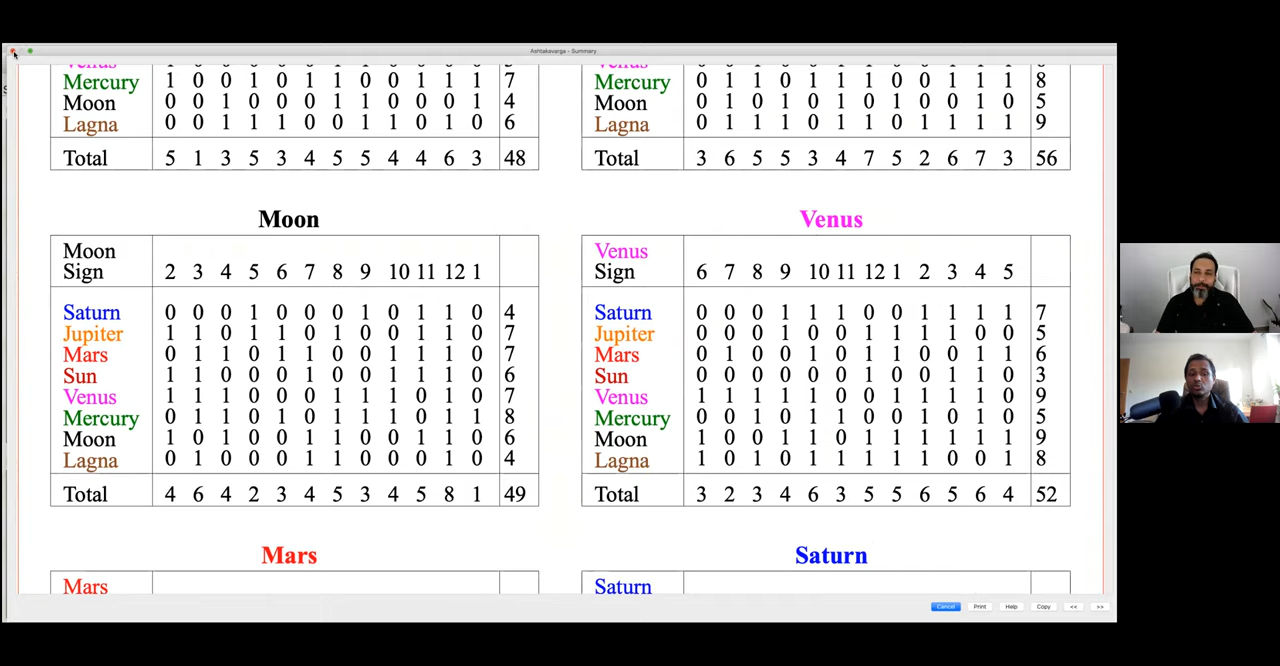 Ashtakavarga - Summary
Mercury 1 0 0 1 0 1 1 0 0 1 1 1 7
Moon 0 0 1 0 0 0 1 1 0 0 0 1 4
Lagna 0 0 1 1 1 0 0 1 1 0 1 0 6
Total 5 1 3 5 3 4 5 5 4 4 6 3 48
Mercury 0 1 1 1 0 1 1 0 0 1 1 1 8
Moon 0 1 0 1 0 1 0 1 0 0 1 0 5
Lagna 0 1 1 1 0 1 1 0 1 1 1 1 9
Total 3 6 5 5 3 4 7 5 2 6 7 3 56
Moon
Moon
Sign 2 3 4 5 6 7 8 9 10 11 12 1
Saturn 0 0 0 1 0 0 0 1 0 1 1 0 4
Jupiter 1 1 0 1 1 0 1 0 0 1 1 0 7
Mars 0 1 1 0 0 1 0 0 1 1 1 0 7
Sun 1 1 0 0 0 1 0 0 1 1 1 0 6
Venus 1 1 1 0 0 0 1 0 1 1 1 0 7
Mercury 0 1 1 0 1 0 1 1 1 0 1 1 8
Moon 1 0 1 0 0 1 1 0 0 1 1 0 6
Lagna 0 1 0 0 0 1 1 0 0 0 1 0 4
Total 4 6 4 2 3 4 5 3 4 5 8 1 49
Venus
Venus
Sign 6 7 8 9 10 11 12 1 2 3 4 5
Saturn 0 0 0 1 1 1 0 0 1 1 1 1 7
Jupiter 0 0 0 0 1 0 0 1 1 1 0 0 5
Mars 0 1 0 0 1 0 1 1 0 0 1 1 6
Sun 0 0 0 0 0 0 1 0 0 1 1 0 3
Venus 1 1 1 1 1 0 1 0 1 1 1 0 9
Mercury 0 0 1 0 1 1 0 0 1 0 1 0 5
Moon 1 0 0 1 1 0 1 1 1 1 1 1 9
Lagna 1 0 1 0 1 1 1 1 1 0 0 1 8
Total 3 2 3 4 6 3 5 5 6 5 6 4 52
Mars
Mars
Saturn
Saturn
Cancel Print Help Copy << >>